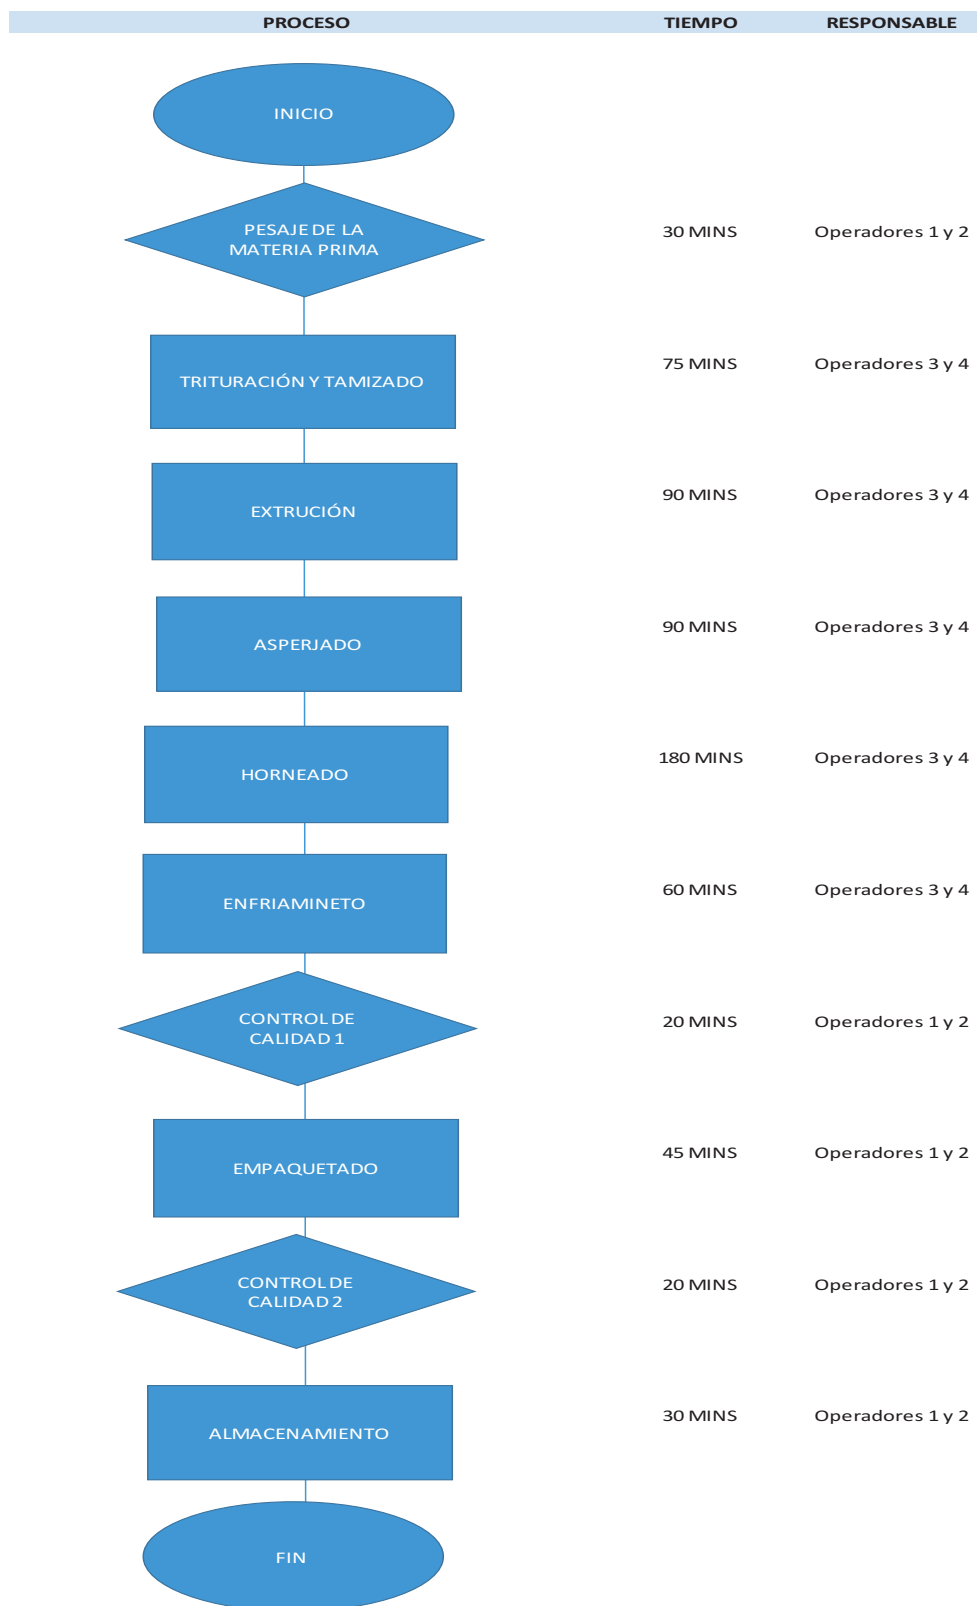 PROCESO TIEMPO RESPONSABLE
INICIO
PESAJE DE LA
MATERIA PRIMA
30 MINS Operadores 1 y 2
TRITURACIÓN Y TAMIZADO
75 MINS Operadores 3 y 4
EXTRUCIÓN
90 MINS Operadores 3 y 4
ASPERJADO
90 MINS Operadores 3 y 4
HORNEADO
180 MINS Operadores 3 y 4
ENFRIAMINETO
60 MINS Operadores 3 y 4
CONTROL DE
CALIDAD 1
20 MINS Operadores 1 y 2
EMPAQUETADO
45 MINS Operadores 1 y 2
CONTROL DE
CALIDAD 2
20 MINS Operadores 1 y 2
ALMACENAMIENTO
30 MINS Operadores 1 y 2
FIN